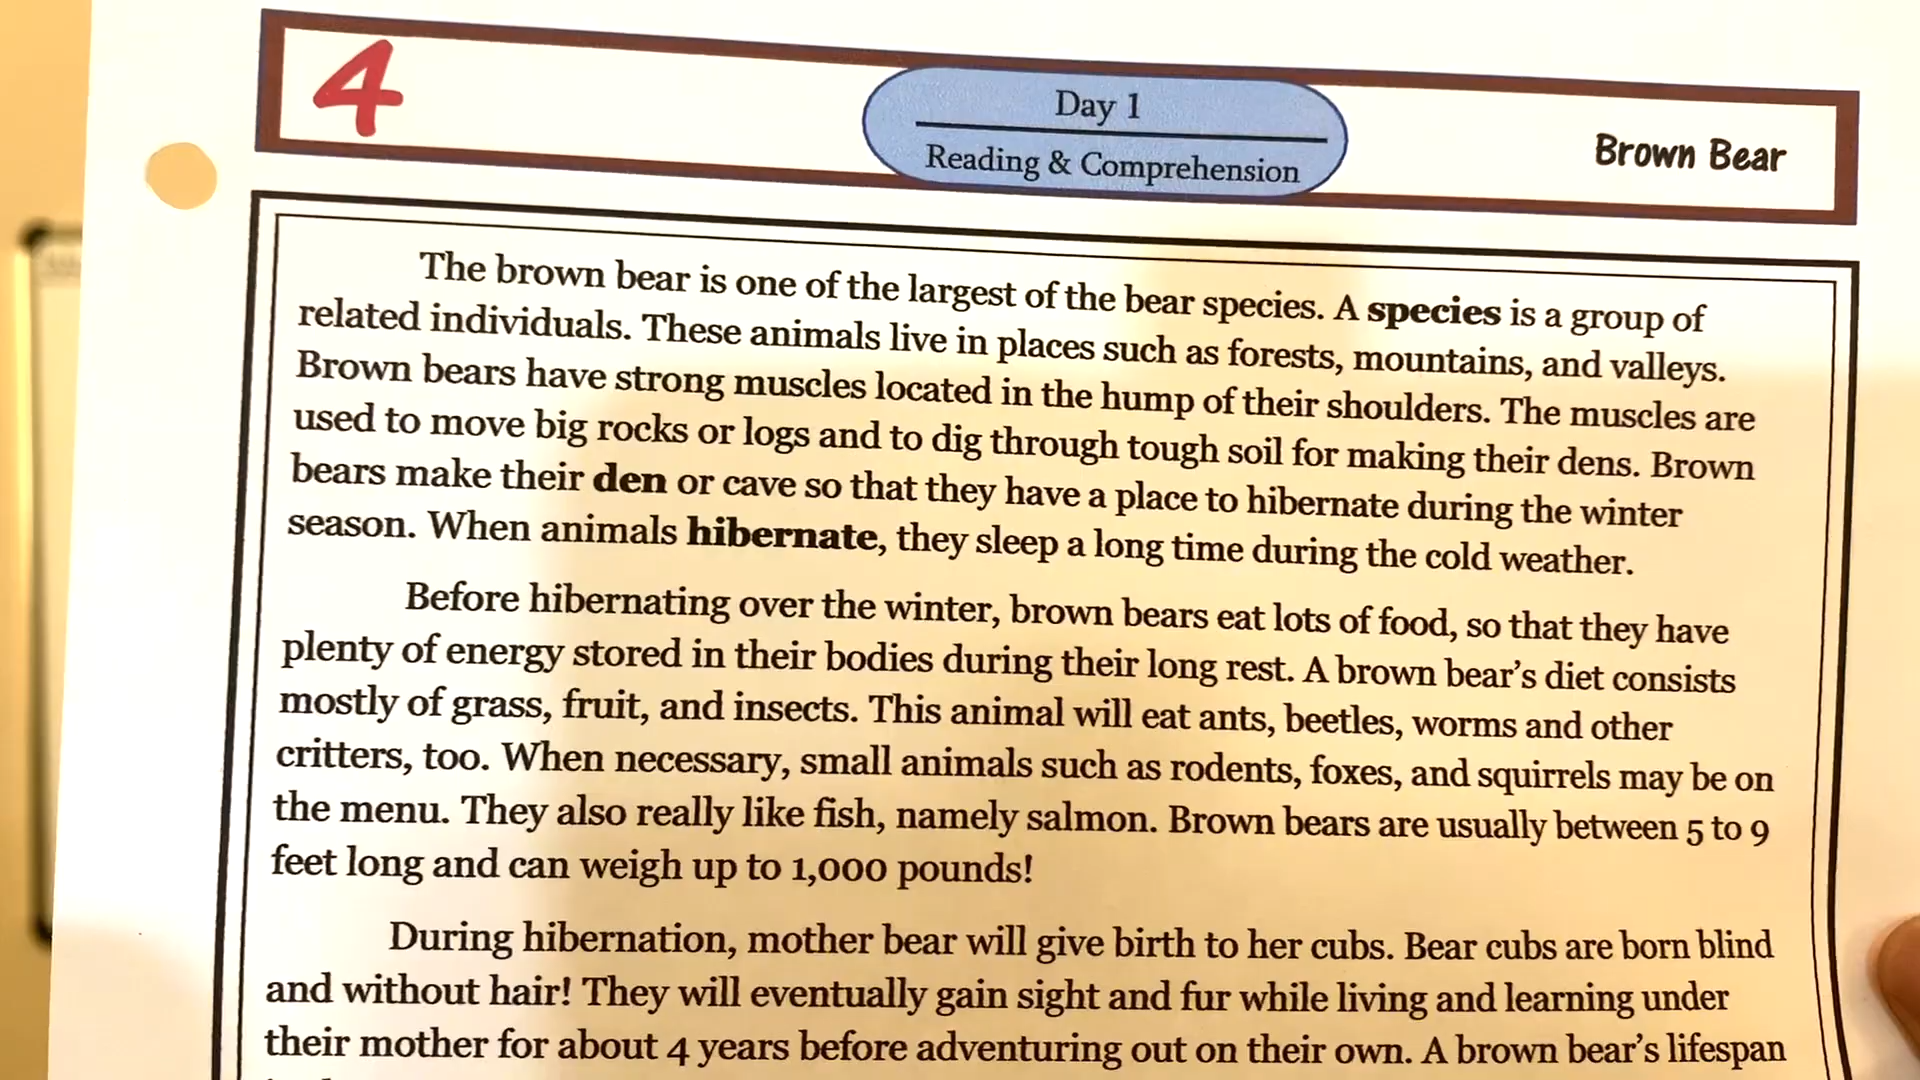 4
Day 1
Reading & Comprehension
Brown Bear
The brown bear is one of the largest of the bear species. A species is a group of
related individuals. These animals live in places such as forests, mountains, and valleys.
Brown bears have strong muscles located in the hump of their shoulders. The muscles are
used to move big rocks or logs and to dig through tough soil for making their dens. Brown
bears make their den or cave so that they have a place to hibernate during the winter
season. When animals hibernate, they sleep a long time during the cold weather.
Before hibernating over the winter, brown bears eat lots of food, so that they have
plenty of energy stored in their bodies during their long rest. A brown bear’s diet consists
mostly of grass, fruit, and insects. This animal will eat ants, beetles, worms and other
critters, too. When necessary, small animals such as rodents, foxes, and squirrels may be on
the menu. They also really like fish, namely salmon. Brown bears are usually between 5 to 9
feet long and can weigh up to 1,000 pounds!
During hibernation, mother bear will give birth to her cubs. Bear cubs are born blind
and without hair! They will eventually gain sight and fur while living and learning under
their mother for about 4 years before adventuring out on their own. A brown bear’s lifespan